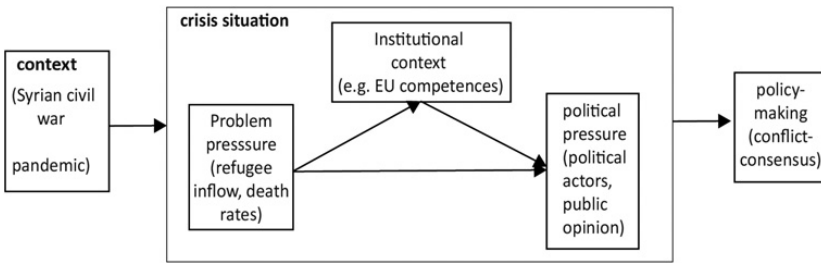 crisis situation
context
(Syrian civil
war
pandemic)
Institutional
context
(e.g. EU competences)
Problem
presssure
(refugee
inflow, death
rates)
political
pressure
(political
actors,
public
opinion)
policy-
making
(conflict-
consensus)